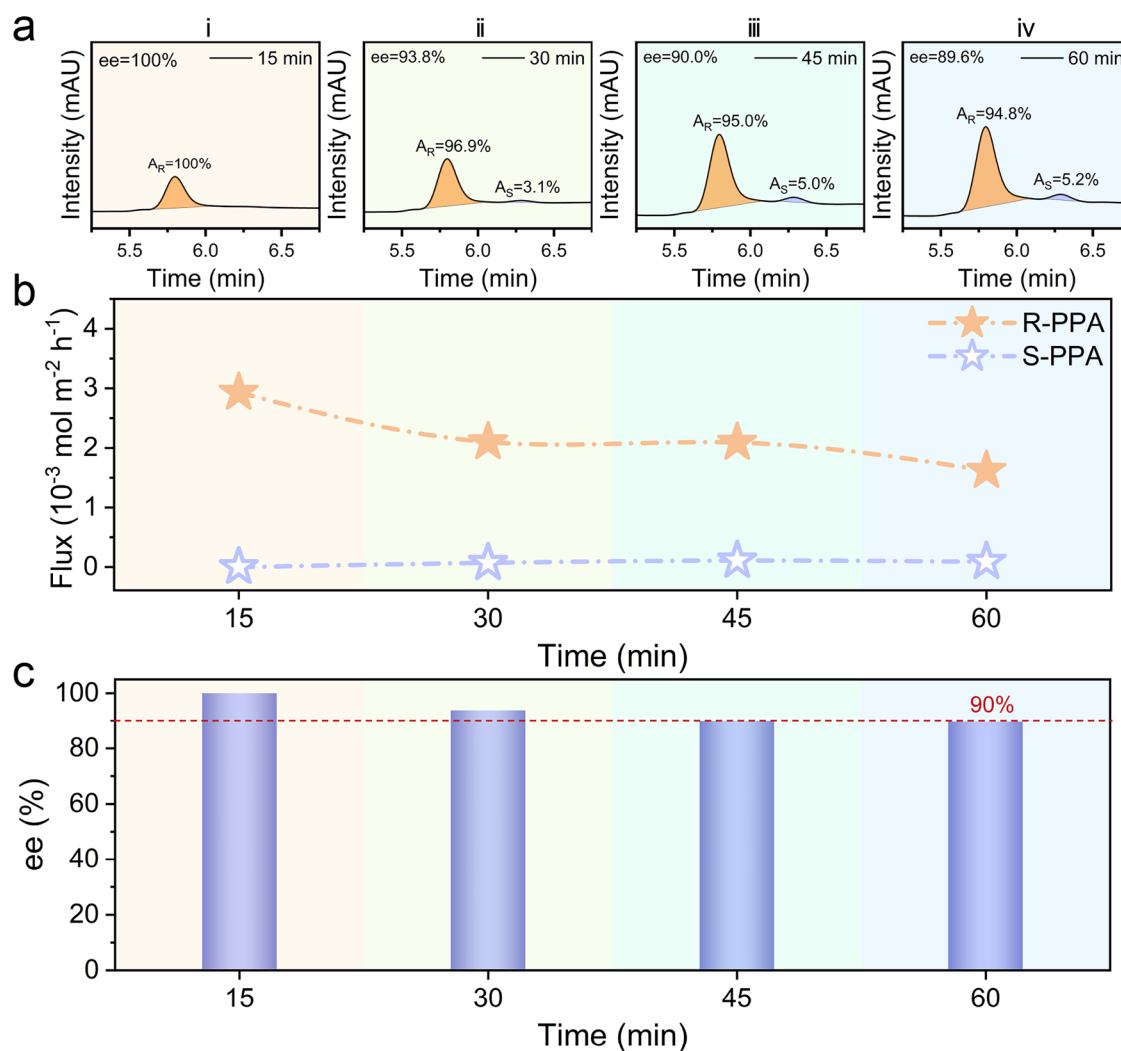 a
i
ee=100%
15 min
A_R=100%
Intensity (mAU)
5.5 6.0 6.5
Time (min)
ii
ee=93.8%
30 min
A_R=96.9%
A_S=3.1%
Intensity (mAU)
5.5 6.0 6.5
Time (min)
iii
ee=90.0%
45 min
A_R=95.0%
A_S=5.0%
Intensity (mAU)
5.5 6.0 6.5
Time (min)
iv
ee=89.6%
60 min
A_R=94.8%
A_S=5.2%
Intensity (mAU)
5.5 6.0 6.5
Time (min)
b
R-PPA
S-PPA
4
3
2
1
0
Flux (10⁻³ mol m⁻² h⁻¹)
15 30 45 60
Time (min)
c
100
80
60
40
20
0
ee (%)
90%
15 30 45 60
Time (min)